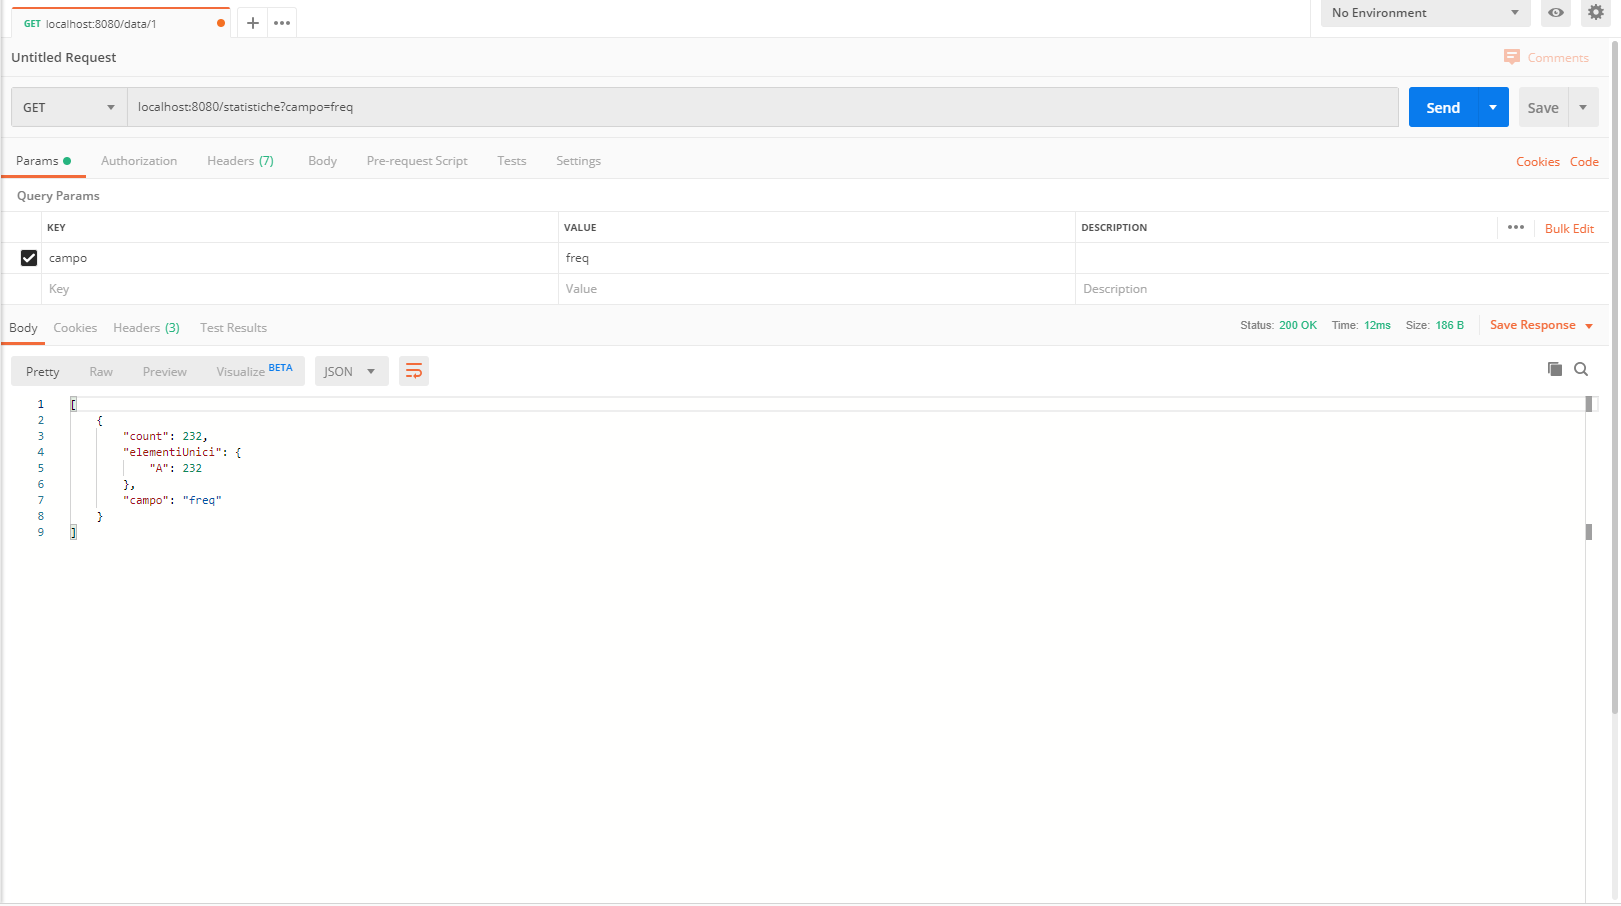 GET localhost:8080/data/1
No Environment
Untitled Request
Comments
GET localhost:8080/statistiche?campo=freq Send Save
Params Authorization Headers (7) Body Pre-request Script Tests Settings Cookies Code
Query Params
KEY VALUE DESCRIPTION Bulk Edit
campo freq
Key Value Description
Body Cookies Headers (3) Test Results Status: 200 OK Time: 12ms Size: 186 B Save Response
Pretty Raw Preview Visualize BETA JSON
1 [
2 {
3 "count": 232,
4 "elementiUnici": {
5 "A": 232
6 },
7 "campo": "freq"
8 }
9 ]